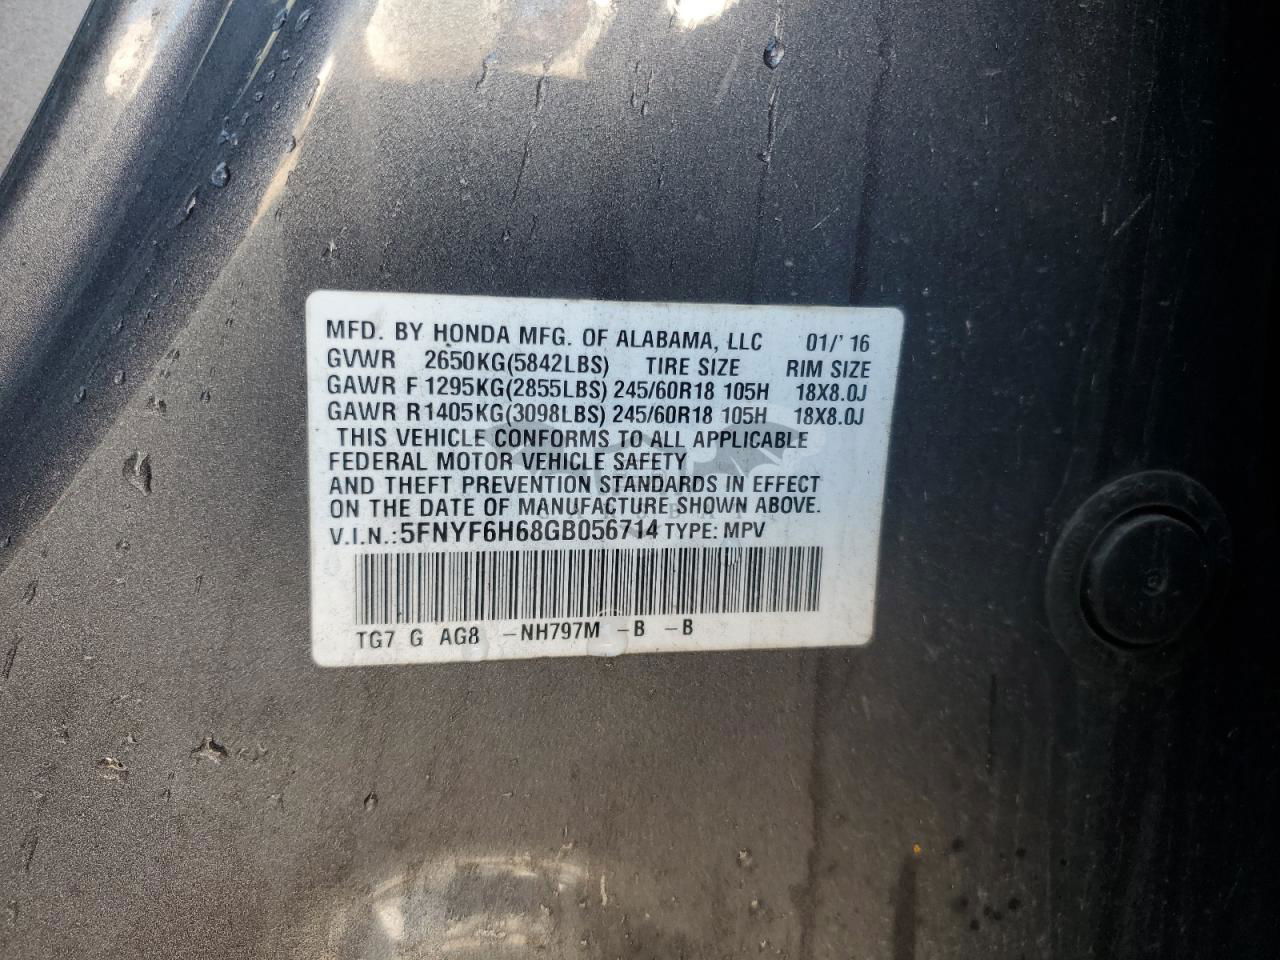 MFD. BY HONDA MFG. OF ALABAMA, LLC 01/'16
GVWR 2650KG(5842LBS) TIRE SIZE RIM SIZE
GAWR F 1295KG(2855LBS) 245/60R18 105H 18X8.0J
GAWR R1405KG(3098LBS) 245/60R18 105H 18X8.0J
THIS VEHICLE CONFORMS TO ALL APPLICABLE
FEDERAL MOTOR VEHICLE SAFETY
AND THEFT PREVENTION STANDARDS IN EFFECT
ON THE DATE OF MANUFACTURE SHOWN ABOVE.
V.I.N.:5FNYF6H68GB056714 TYPE: MPV
TG7 G AG8 -NH797M -B -B